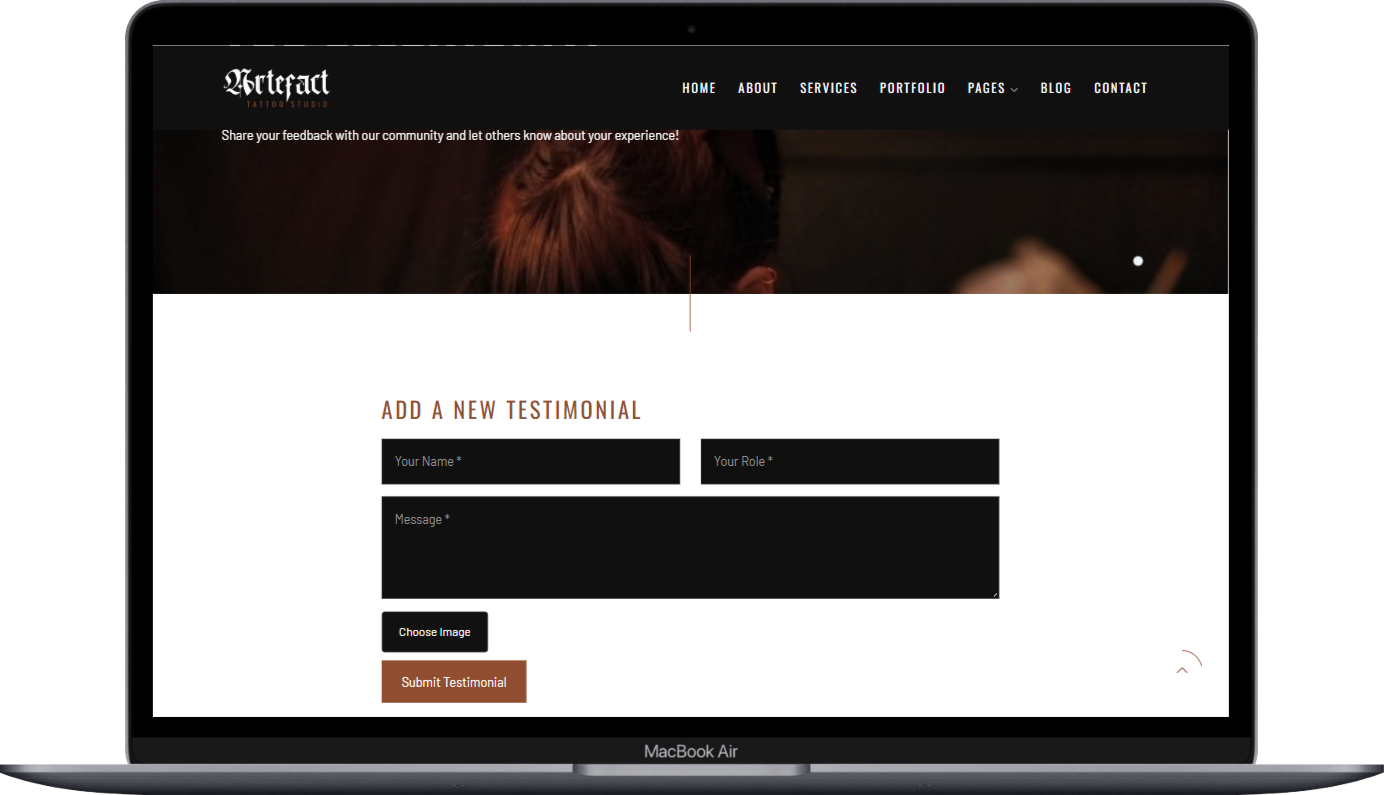 Artefact
TATTOO STUDIO
HOME ABOUT SERVICES PORTFOLIO PAGES BLOG CONTACT
Share your feedback with our community and let others know about your experience!
ADD A NEW TESTIMONIAL
Your Name * Your Role *
Message *
Choose Image
Submit Testimonial
MacBook Air